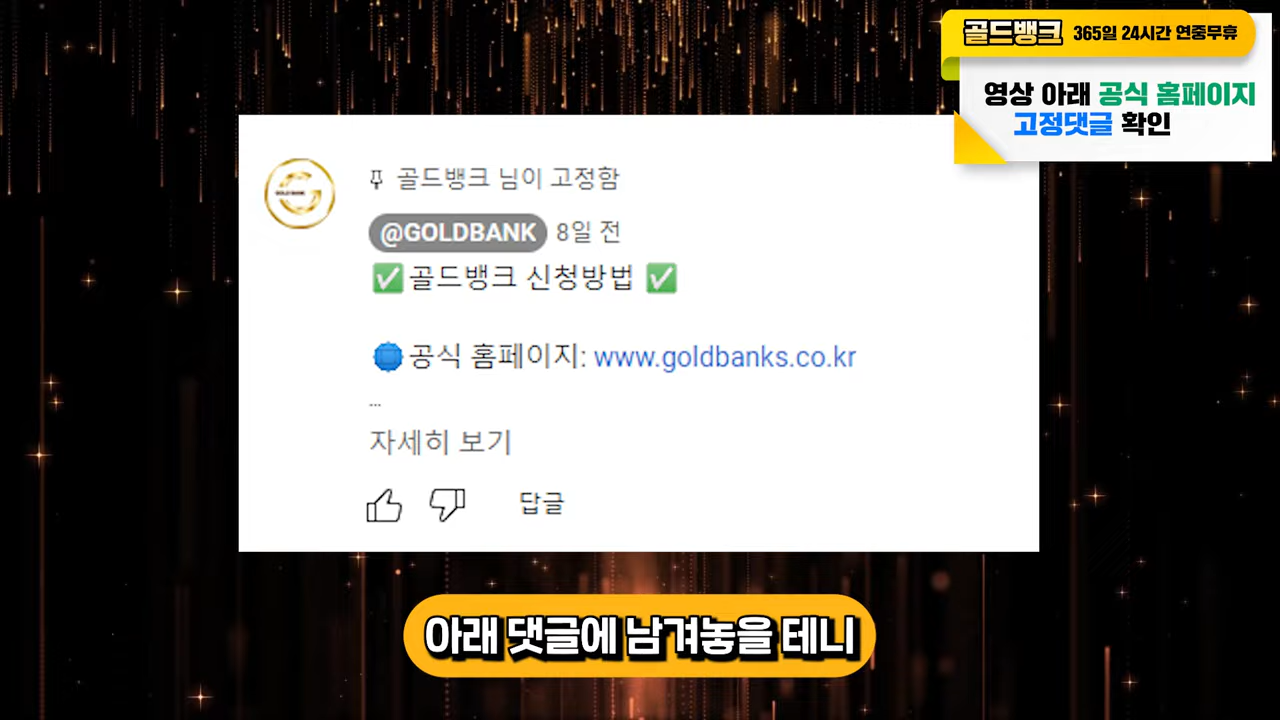 골드뱅크 365일 24시간 연중무휴
영상 아래 공식 홈페이지
고정댓글 확인
골드뱅크 님이 고정함
GOLD BANK
@GOLDBANK 8일 전
✅골드뱅크 신청방법 ✅
공식 홈페이지: www.goldbanks.co.kr
...
자세히 보기
답글
아래 댓글에 남겨놓을 테니